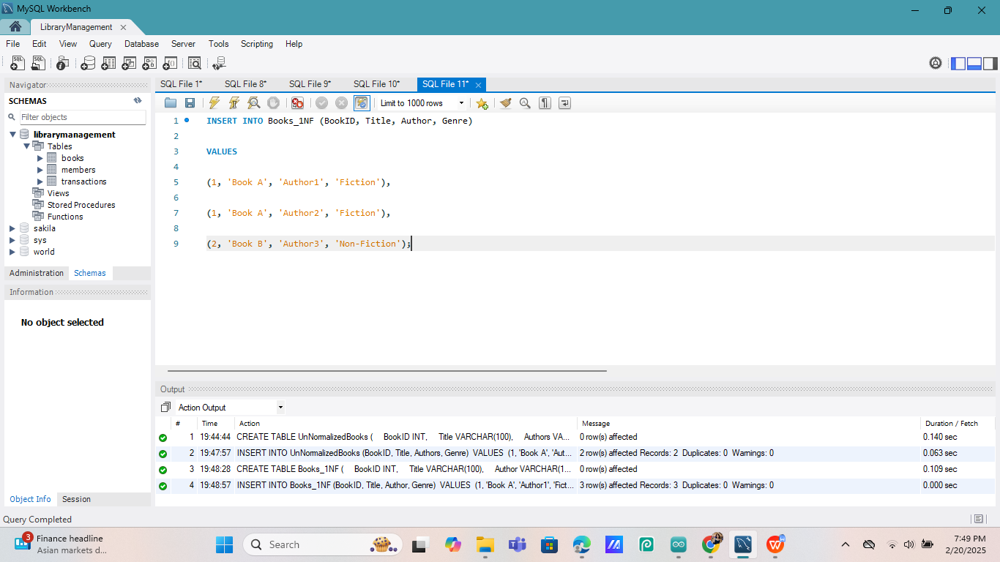 MySQL Workbench
LibraryManagement
File Edit View Query Database Server Tools Scripting Help
Navigator
SCHEMAS
Filter objects
librarymanagement
Tables
books
members
transactions
Views
Stored Procedures
Functions
sakila
sys
world
Administration Schemas
Information
No object selected
Object Info Session
SQL File 1* SQL File 8* SQL File 9* SQL File 10* SQL File 11*
Limit to 1000 rows
1 INSERT INTO Books_1NF (BookID, Title, Author, Genre)
2
3 VALUES
4
5 (1, 'Book A', 'Author1', 'Fiction'),
6
7 (1, 'Book A', 'Author2', 'Fiction'),
8
9 (2, 'Book B', 'Author3', 'Non-Fiction');
Output
Action Output
# Time Action Message Duration / Fetch
1 19:44:44 CREATE TABLE UnNormalizedBooks ( BookID INT, Title VARCHAR(100), Authors VA... 0 row(s) affected 0.140 sec
2 19:47:57 INSERT INTO UnNormalizedBooks (BookID, Title, Authors, Genre) VALUES (1, 'Book A', 'Aut... 2 row(s) affected Records: 2 Duplicates: 0 Warnings: 0 0.063 sec
3 19:48:28 CREATE TABLE Books_1NF ( BookID INT, Title VARCHAR(100), Author VARCHAR(1... 0 row(s) affected 0.109 sec
4 19:48:57 INSERT INTO Books_1NF (BookID, Title, Author, Genre) VALUES (1, 'Book A', 'Author1', 'Fict... 3 row(s) affected Records: 3 Duplicates: 0 Warnings: 0 0.000 sec
Query Completed
3
Finance headline
Asian markets d...
Search
7:49 PM
2/20/2025